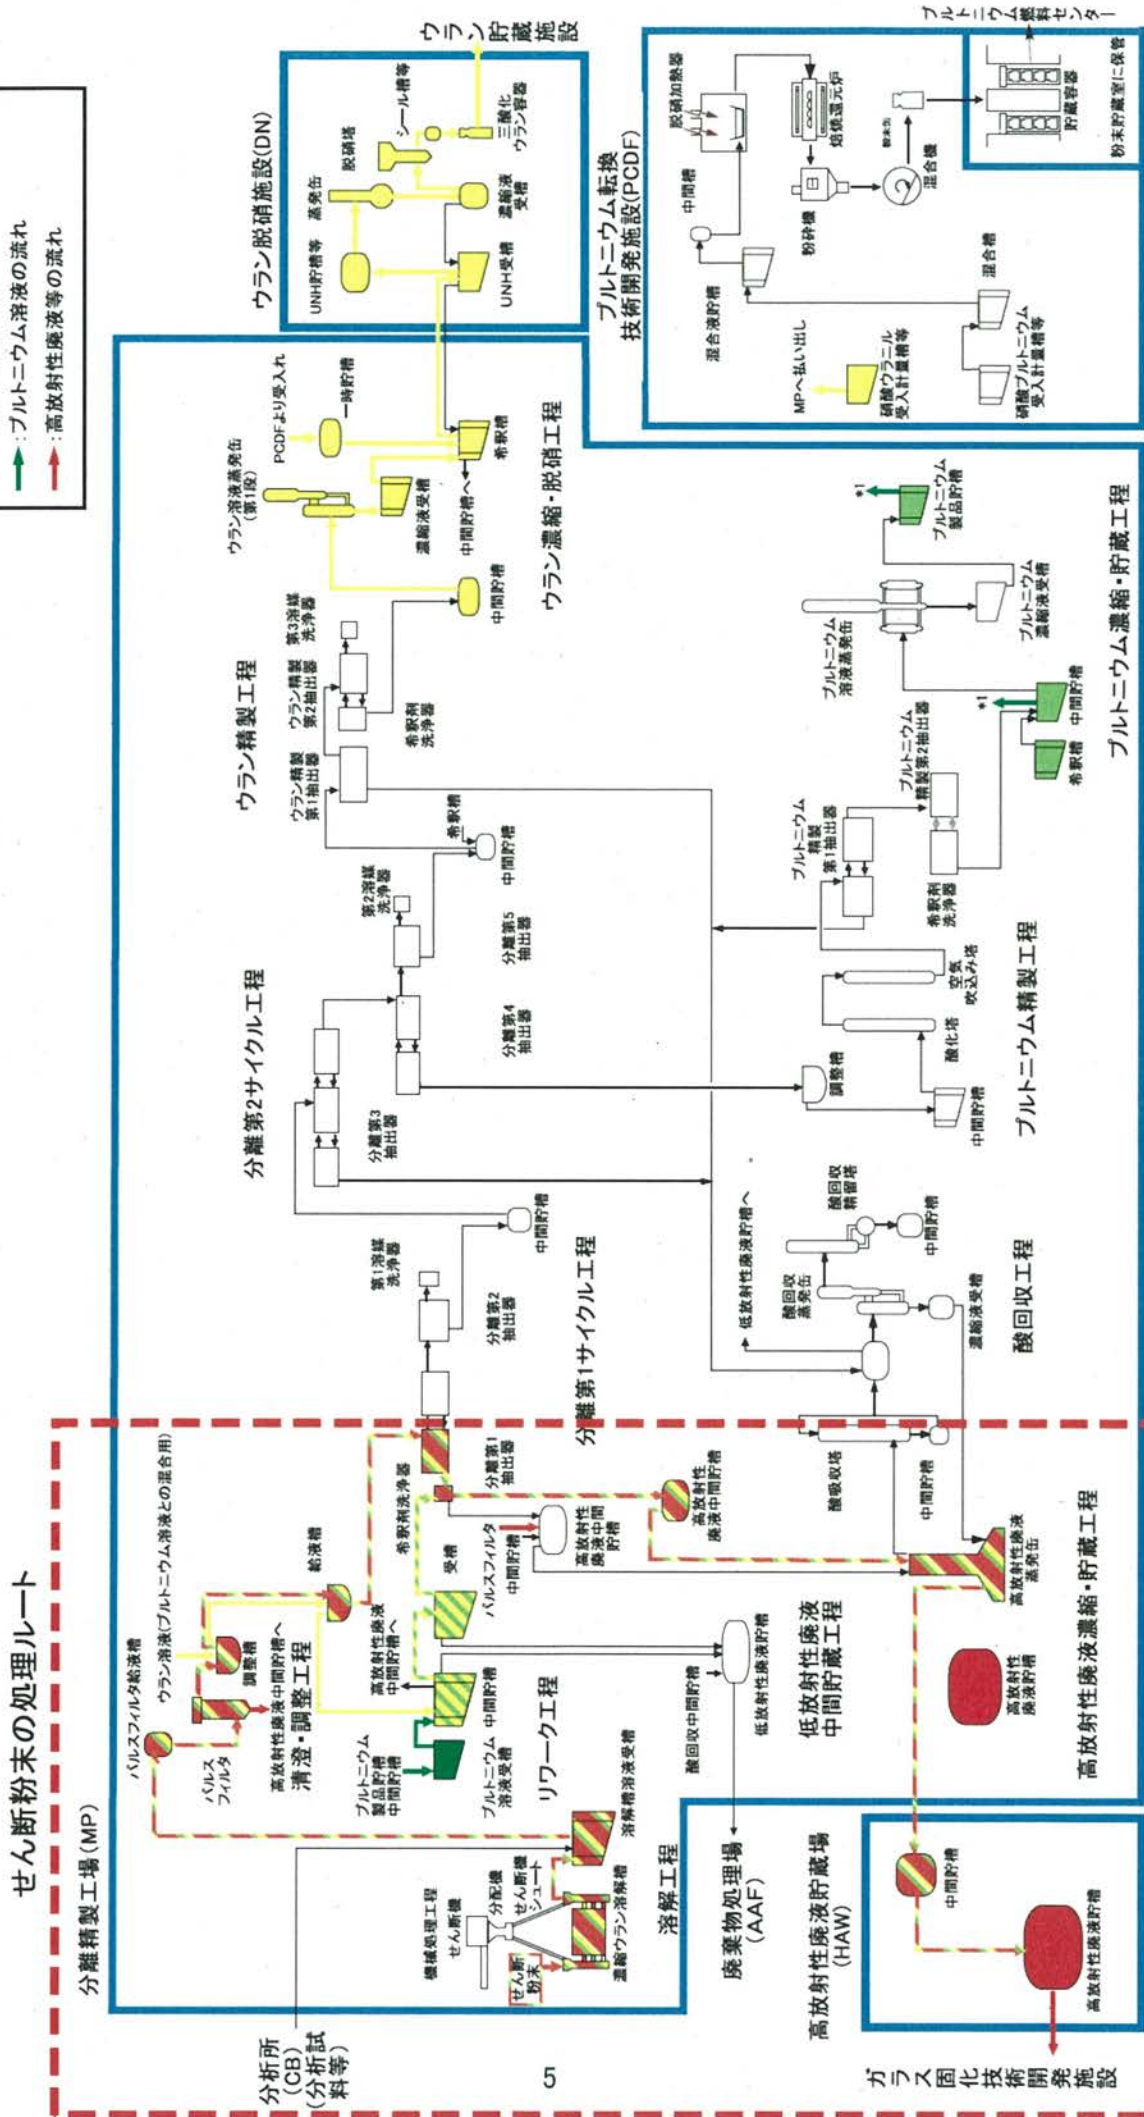 せん断粉末の処理ルート
：プルトニウム溶液の流れ
：高放射性廃液等の流れ
分離精製工場(MP)
分析所
(CB)
(分析試
料等)
機械処理工程
せん断機
分配機
せん断機
シュート
せん断
粉末
濃縮ウラン溶解槽
溶解槽溶液受槽
溶解工程
パルスフィルタ給液槽
パルス
フィルタ
ウラン溶液(プルトニウム溶液との混合用)
調整槽
高放射性廃液中間貯槽へ
清澄・調整工程
給液槽
プルトニウム
製品貯槽
中間貯槽
プルトニウム
溶液受槽
高放射性廃液
中間貯槽へ
中間貯槽
受槽
リワーク工程
希釈剤洗浄器
分離第1
抽出器
パルスフィルタ
中間貯槽
高放射性
廃液中間
貯槽
高放射性
廃液中間貯槽
第1溶媒
洗浄器
分離第2
抽出器
中間貯槽
分離第1サイクル工程
分離第2サイクル工程
分離第3
抽出器
分離第4
抽出器
分離第5
抽出器
第2溶媒
洗浄器
希釈槽
中間貯槽
ウラン精製工程
ウラン精製
第1抽出器
ウラン精製
第2抽出器
第3溶媒
洗浄器
希釈剤
洗浄器
中間貯槽
ウラン溶液蒸発缶
(第1段)
PCDFより受入れ
一時貯槽
濃縮液受槽
中間貯槽へ
希釈槽
ウラン濃縮・脱硝工程
ウラン脱硝施設(DN)
UNH貯槽等
蒸発缶
脱硝塔
シール槽等
三酸化
ウラン容器
濃縮液
受槽
UNH受槽
ウラン貯蔵施設
プルトニウム転換
技術開発施設(PCDF)
MPへ払い出し
硝酸ウラニル
受入計量槽等
硝酸プルトニウム
受入計量槽等
混合槽
混合液貯槽
中間槽
脱硝加熱器
焙焼還元炉
粉砕機
混合機
粉末缶
貯蔵容器
粉末貯蔵室に保管
プルトニウム燃料センター
調整槽
中間貯槽
酸化塔
空気
吹込み塔
プルトニウム
精製
第1抽出器
プルトニウム
精製第2抽出器
希釈剤
洗浄器
プルトニウム精製工程
希釈槽
中間貯槽
*1
プルトニウム
溶液蒸発缶
プルトニウム
濃縮液受槽
*1
プルトニウム
製品貯槽
プルトニウム濃縮・貯蔵工程
低放射性廃液貯槽へ
酸回収
蒸発缶
酸回収
精留塔
中間貯槽
濃縮液受槽
酸回収工程
酸吸収塔
中間貯槽
酸回収中間貯槽
低放射性廃液貯槽
低放射性廃液
中間貯蔵工程
廃棄物処理場
(AAF)
高放射性廃液
蒸発缶
高放射性
廃液貯槽
高放射性廃液濃縮・貯蔵工程
高放射性廃液貯蔵場
(HAW)
中間貯槽
高放射性廃液貯槽
ガラス固化技術開発施設
5